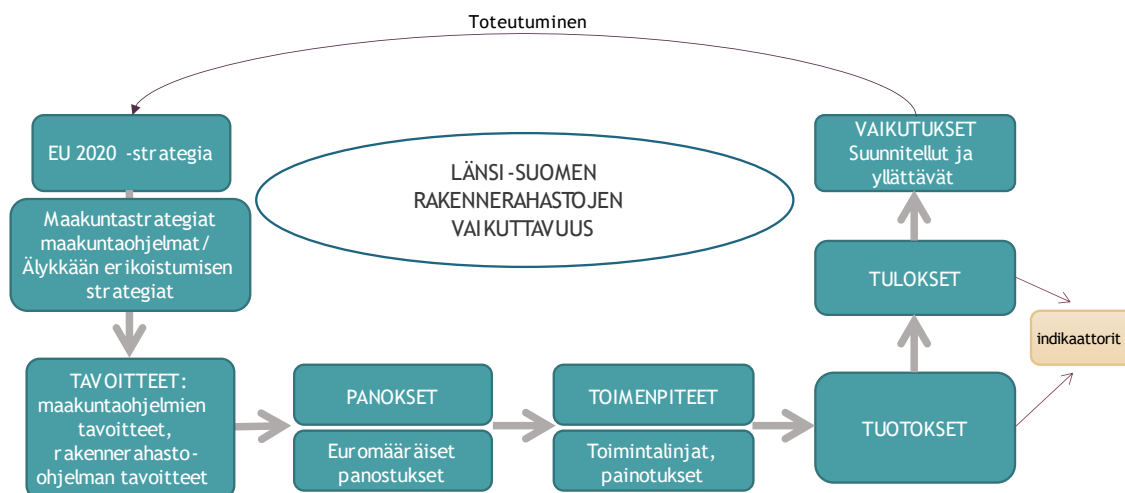 Toteutuminen
EU 2020 -strategia
LÄNSI-SUOMEN
RAKENNERAHASTOJEN
VAIKUTTAVUUS
VAIKUTUKSET
Suunnitellut ja
yllättävät
Maakuntastrategiat
maakuntaohjelmat/
Älykkään erikoistumisen
strategiat
TULOKSET
indikaattorit
TAVOITTEET:
maakuntaohjelmien
tavoitteet,
rakennerahasto-
ohjelman tavoitteet
PANOKSET
Euromääräiset
panostukset
TOIMENPITEET
Toimintalinjat,
painotukset
TUOTOKSET